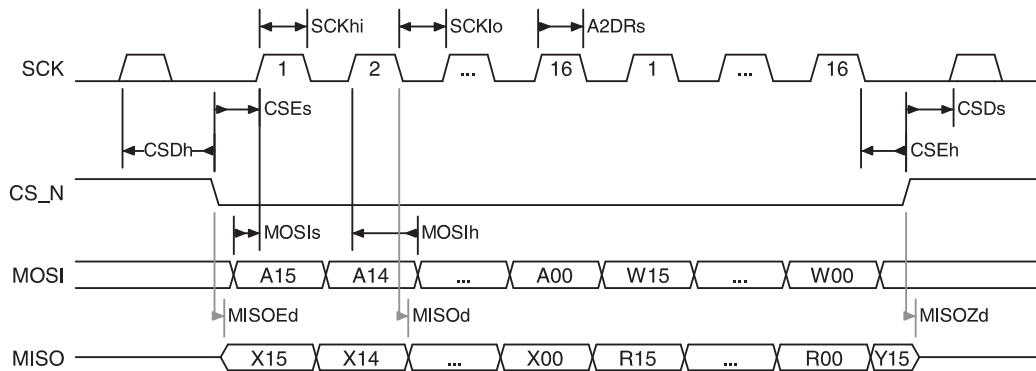 SCKhi SCKlo A2DRs
SCK 1 2 ... 16 1 ... 16
CSEs CSDs
CSDh CSEh
CS_N
MOSIs MOSIh
MOSI A15 A14 ... A00 W15 ... W00
MISOEd MISOd MISOZd
MISO X15 X14 ... X00 R15 ... R00 Y15